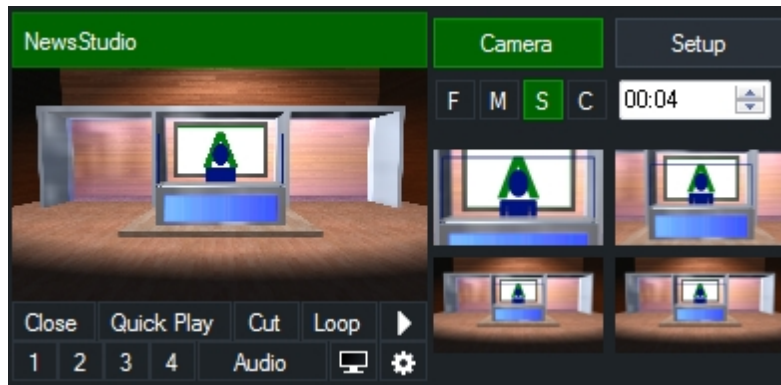 NewsStudio
Camera Setup
F M S C 00:04
Close Quick Play Cut Loop
1 2 3 4 Audio